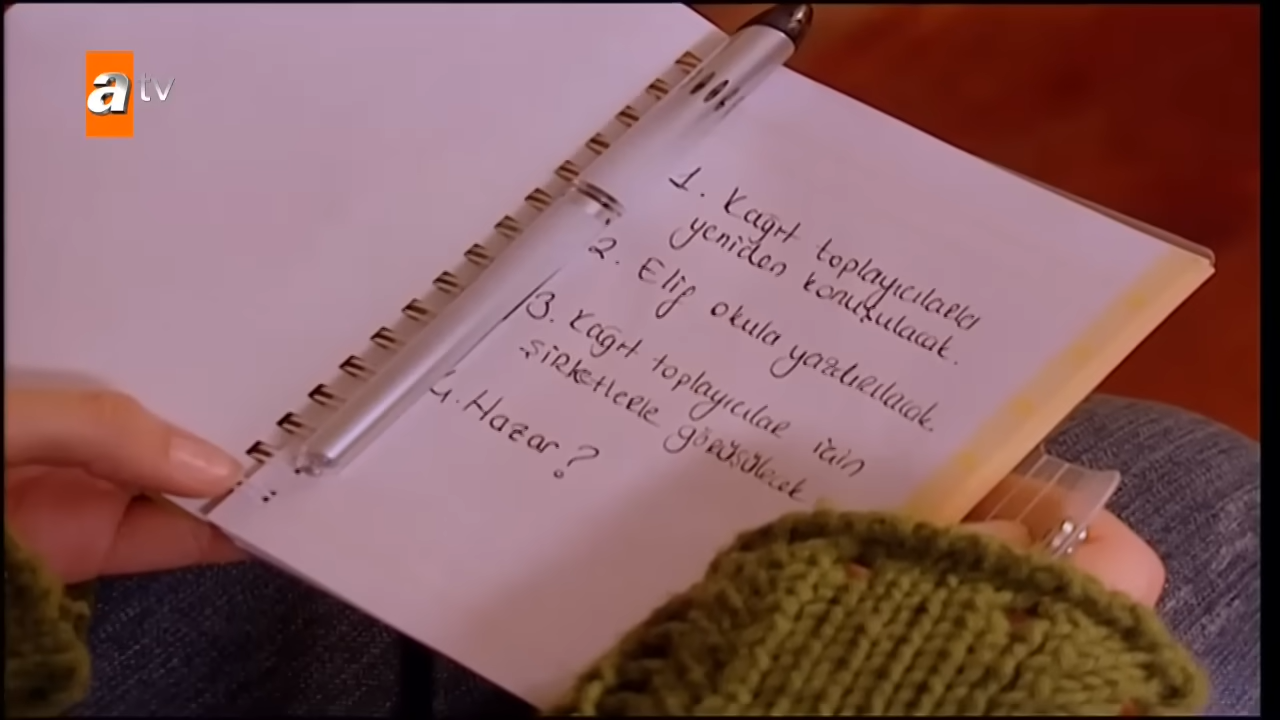 atv
1. Kağıt toplayıcılarla
yeniden konuşulacak.
2. Elif okula yazdırılacak.
3. Kağıt toplayıcılar için
şirketlerle görüşülecek
4. Hazar?